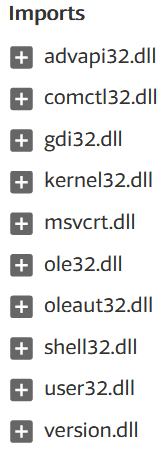 Imports
advapi32.dll
comctl32.dll
gdi32.dll
kernel32.dll
msvcrt.dll
ole32.dll
oleaut32.dll
shell32.dll
user32.dll
version.dll